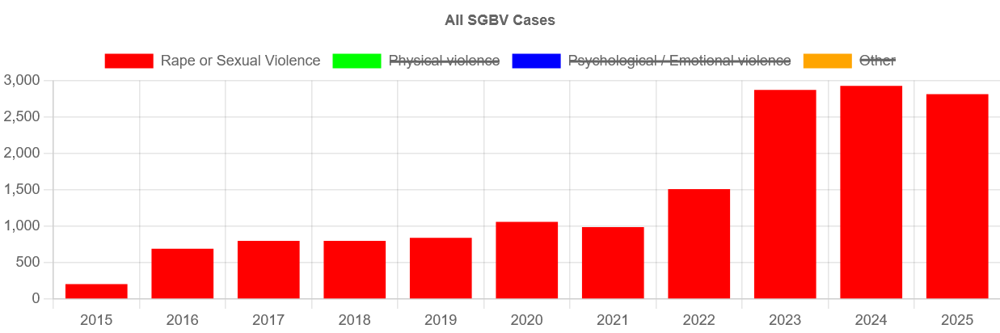 All SGBV Cases
Rape or Sexual Violence Physical violence Psychological / Emotional violence Other
3,000
2,500
2,000
1,500
1,000
500
0
2015 2016 2017 2018 2019 2020 2021 2022 2023 2024 2025